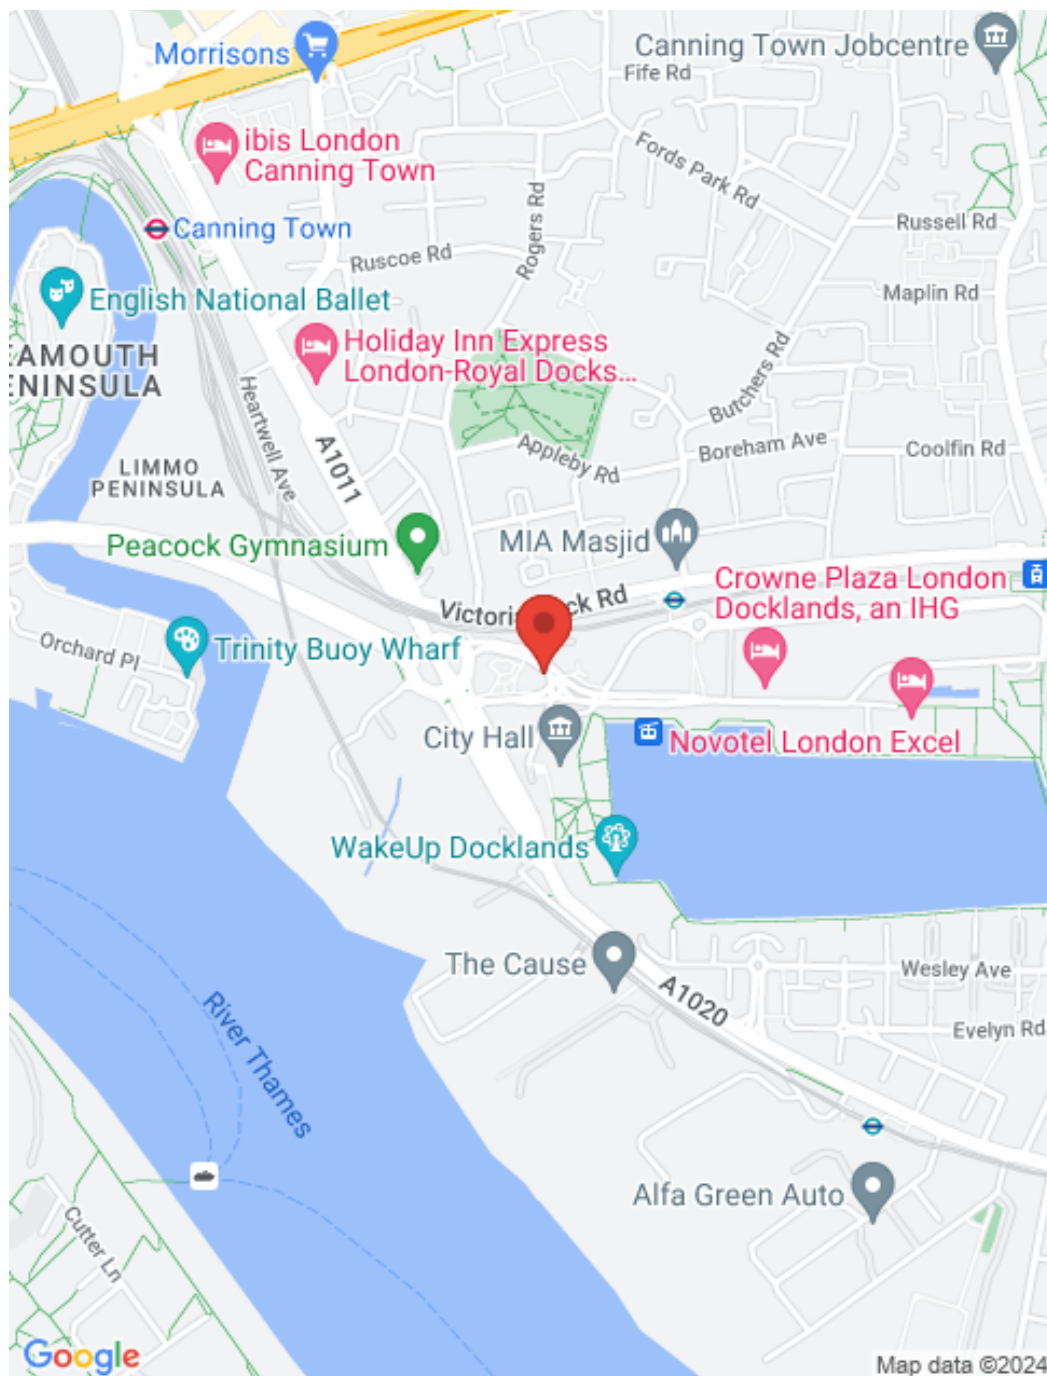 Morrisons
Canning Town Jobcentre
Fife Rd
ibis London
Canning Town
Fords Park Rd
Rogers Rd
Russell Rd
Canning Town
Ruscoe Rd
Maplin Rd
English National Ballet
Holiday Inn Express
London-Royal Docks...
EAMOUTH
ENINSULA
Heartwell Ave
Butchers Rd
A1011
Appleby Rd
Boreham Ave
Coolfin Rd
LIMMO
PENINSULA
Peacock Gymnasium
MIA Masjid
Crowne Plaza London
Docklands, an IHG
Victoria ck Rd
Orchard Pl
Trinity Buoy Wharf
City Hall
Novotel London Excel
WakeUp Docklands
The Cause
Wesley Ave
A1020
Evelyn Rd
River Thames
Alfa Green Auto
Cutter Ln
Google
Map data ©2024